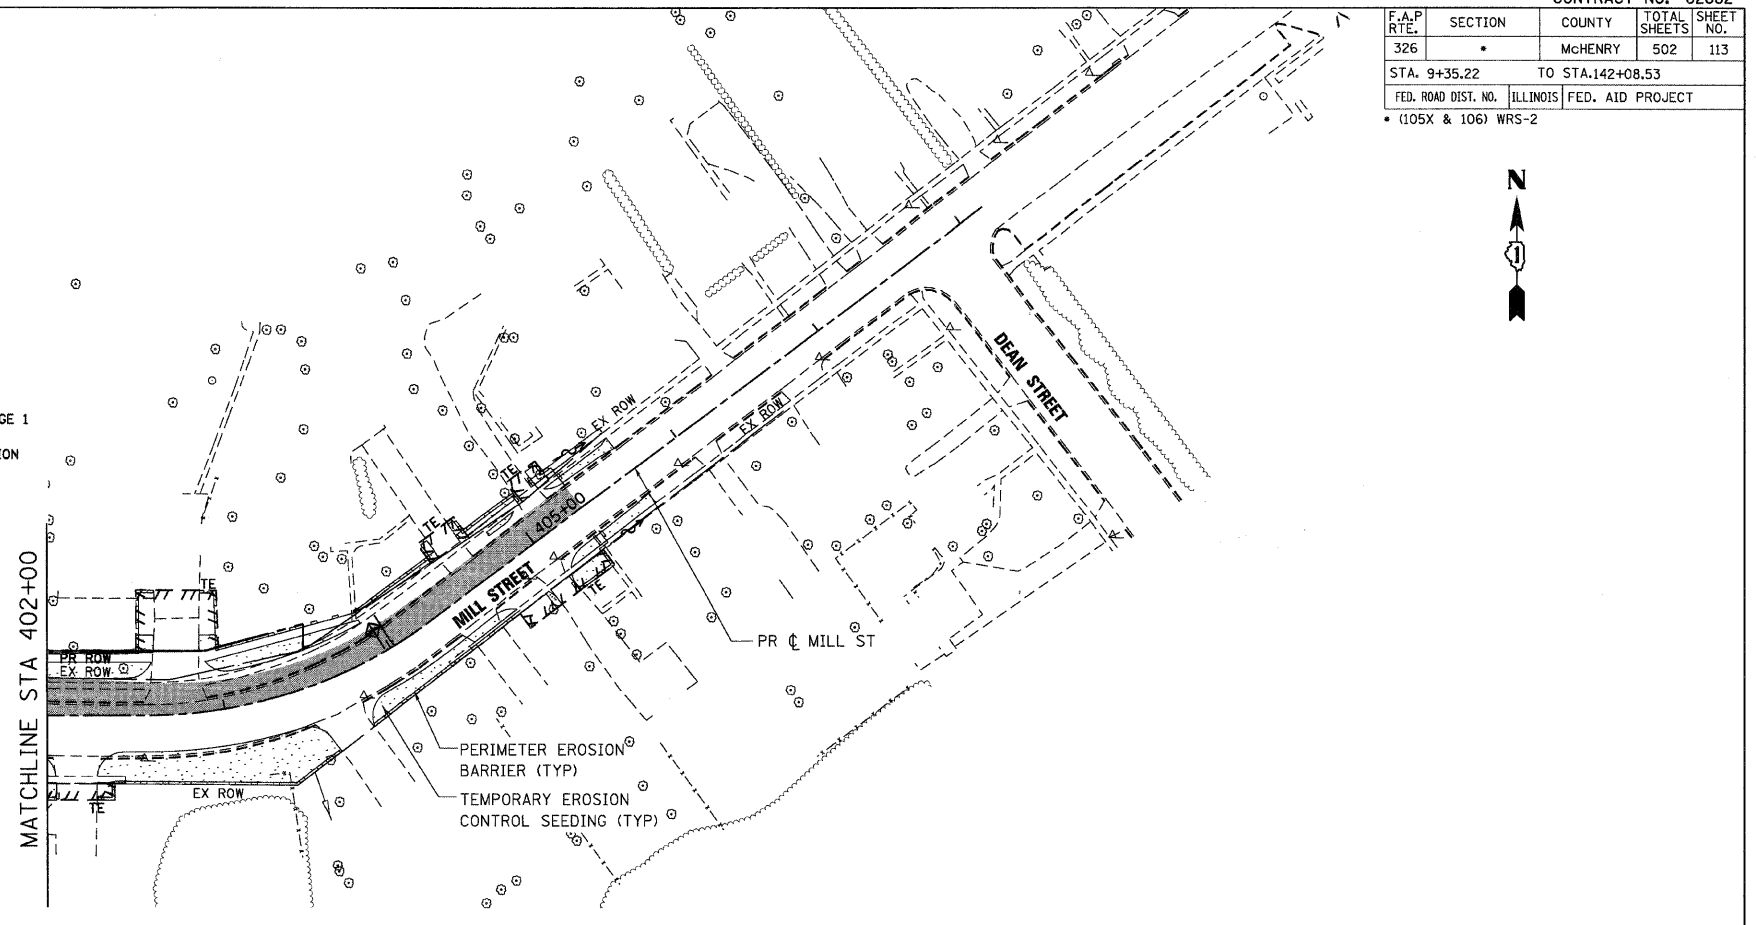 CONTRACT NO.
F.A.P RTE. SECTION COUNTY TOTAL SHEETS SHEET NO.
326 * McHENRY 502 113
STA. 9+35.22 TO STA.142+08.53
FED. ROAD DIST. NO. ILLINOIS FED. AID PROJECT
* (105X & 106) WRS-2
N
1
DEAN STREET
EX ROW
EX ROW
GE 1
ION
TE
TE
405+00
MILL STREET
TE
TE
PR ℄ MILL ST
MATCHLINE STA 402+00
PR ROW
EX ROW
PERIMETER EROSION
BARRIER (TYP)
TEMPORARY EROSION
CONTROL SEEDING (TYP)
EX ROW
TE